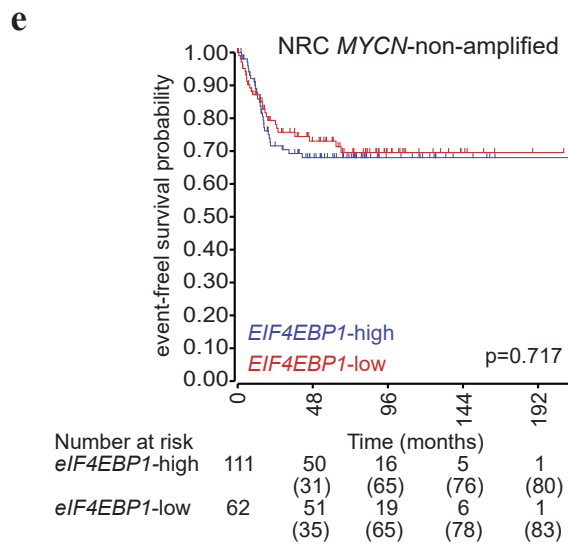 e
NRC MYCN-non-amplified
event-freel survival probability
1.00
0.90
0.80
0.70
0.60
0.50
0.40
0.30
0.20
0.10
0.00
EIF4EBP1-high
EIF4EBP1-low
p=0.717
0 48 96 144 192
Number at risk Time (months)
eIF4EBP1-high 111 50 16 5 1
(31) (65) (76) (80)
eIF4EBP1-low 62 51 19 6 1
(35) (65) (78) (83)